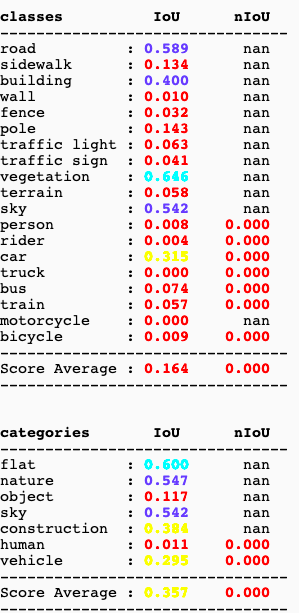 classes IoU nIoU
--------------------------------
road : 0.589 nan
sidewalk : 0.134 nan
building : 0.400 nan
wall : 0.010 nan
fence : 0.032 nan
pole : 0.143 nan
traffic light : 0.063 nan
traffic sign : 0.041 nan
vegetation : 0.646 nan
terrain : 0.058 nan
sky : 0.542 nan
person : 0.008 0.000
rider : 0.004 0.000
car : 0.315 0.000
truck : 0.000 0.000
bus : 0.074 0.000
train : 0.057 0.000
motorcycle : 0.000 nan
bicycle : 0.009 0.000
--------------------------------
Score Average : 0.164 0.000
--------------------------------
categories IoU nIoU
--------------------------------
flat : 0.600 nan
nature : 0.547 nan
object : 0.117 nan
sky : 0.542 nan
construction : 0.384 nan
human : 0.011 0.000
vehicle : 0.295 0.000
--------------------------------
Score Average : 0.357 0.000
--------------------------------